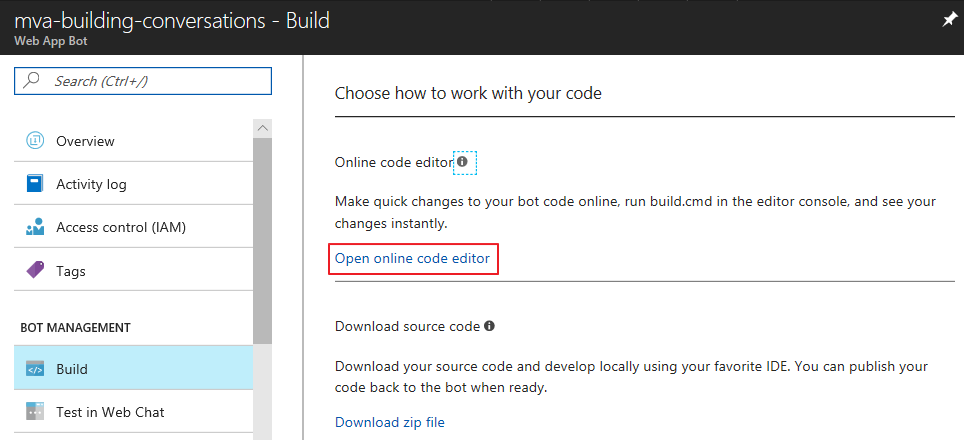 mva-building-conversations - Build
Web App Bot
Search (Ctrl+/)
Overview
Activity log
Access control (IAM)
Tags
BOT MANAGEMENT
Build
Test in Web Chat
Choose how to work with your code
Online code editor
Make quick changes to your bot code online, run build.cmd in the editor console, and see your
changes instantly.
Open online code editor
Download source code
Download your source code and develop locally using your favorite IDE. You can publish your
code back to the bot when ready.
Download zip file